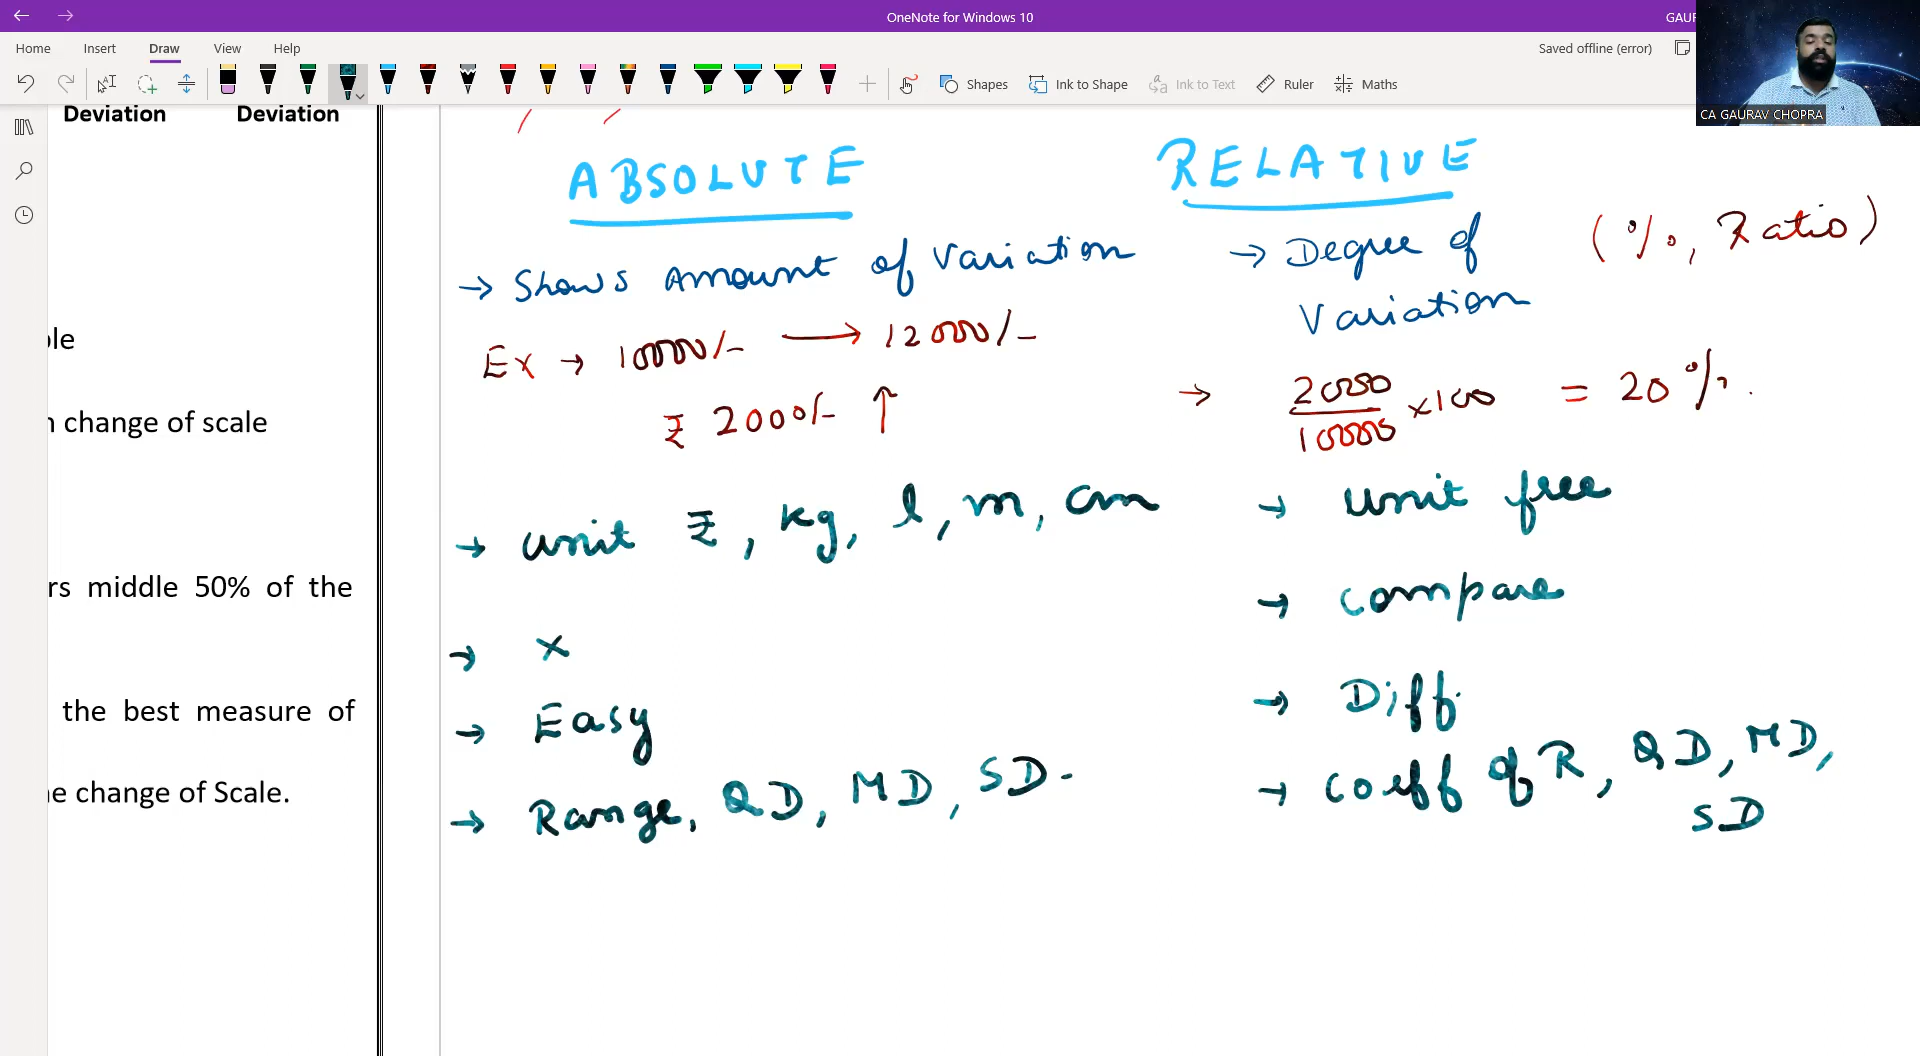 OneNote for Windows 10
GAUR
Home Insert Draw View Help
Saved offline (error)
Shapes Ink to Shape Ink to Text Ruler Maths
CA GAURAV CHOPRA
Deviation Deviation
ole
n change of scale
rs middle 50% of the
the best measure of
e change of Scale.
ABSOLUTE RELATIVE
→ Shows Amount of Variation → Degree of Variation (%, Ratio)
Ex → 10000/- → 12000/-
₹ 2000/- ↑ → 2000/10000 ×100 = 20%.
→ unit ₹, kg, l, m, cm → unit free
→ × → compare
→ Easy → Diff.
→ Range, QD, MD, SD. → coeff of R, QD, MD,
SD